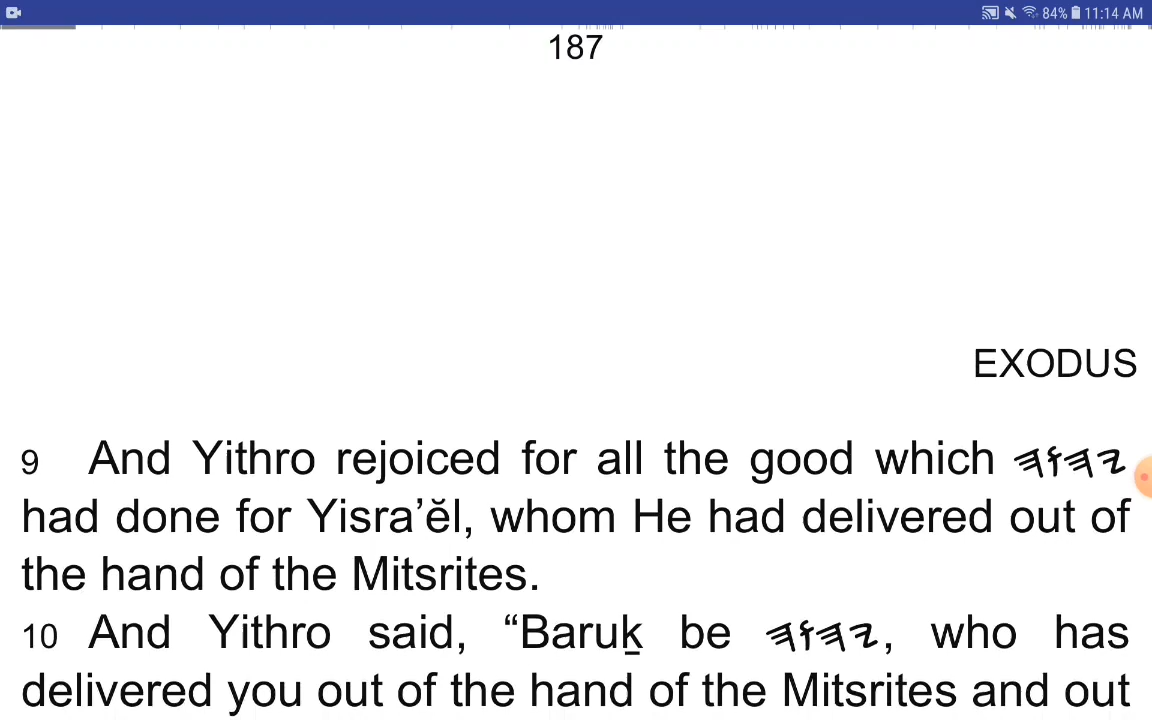 84% 11:14 AM
187
EXODUS
9 And Yithro rejoiced for all the good which 𐤉𐤄𐤅𐤄
had done for Yisra’ĕl, whom He had delivered out of
the hand of the Mitsrites.
10 And Yithro said, “Baruḵ be 𐤉𐤄𐤅𐤄, who has
delivered you out of the hand of the Mitsrites and out